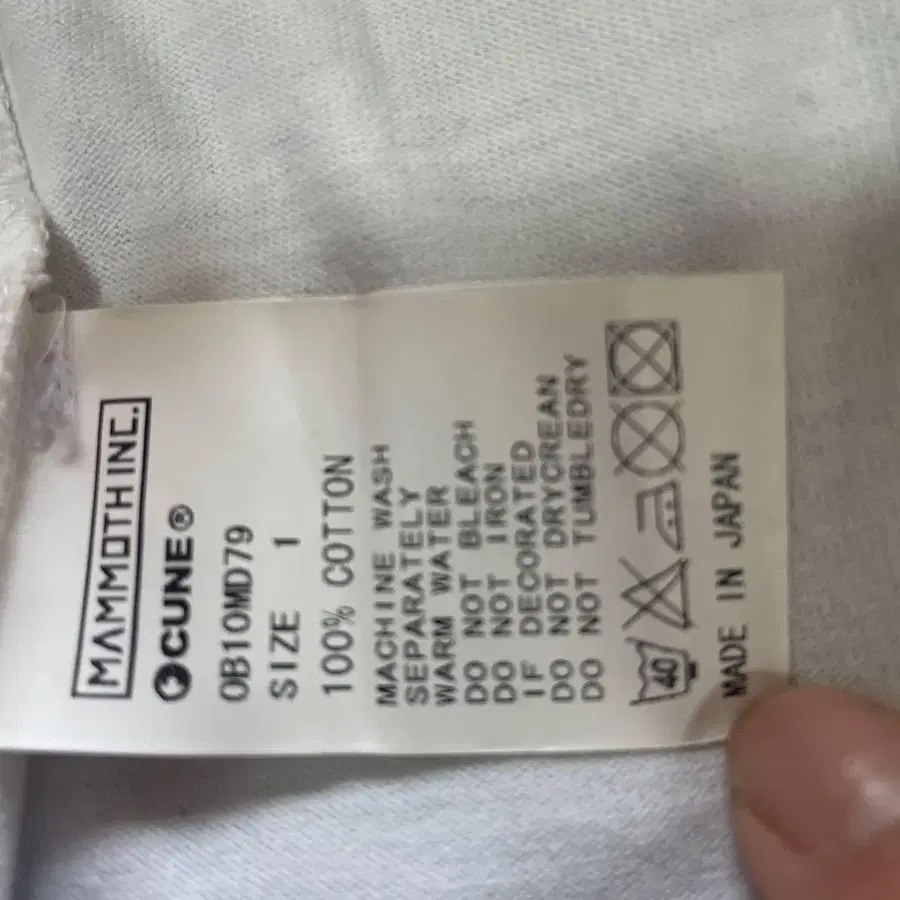 MAMMOTH INC.
CUNE®
0B10MD79
SIZE 1
100% COTTON
MACHINE WASH
SEPARATELY
WARM WATER
DO NOT BLEACH
DO NOT IRON
IF DECORATED
DO NOT DRYCREAN
DO NOT TUMBLEDRY
40
MADE IN JAPAN